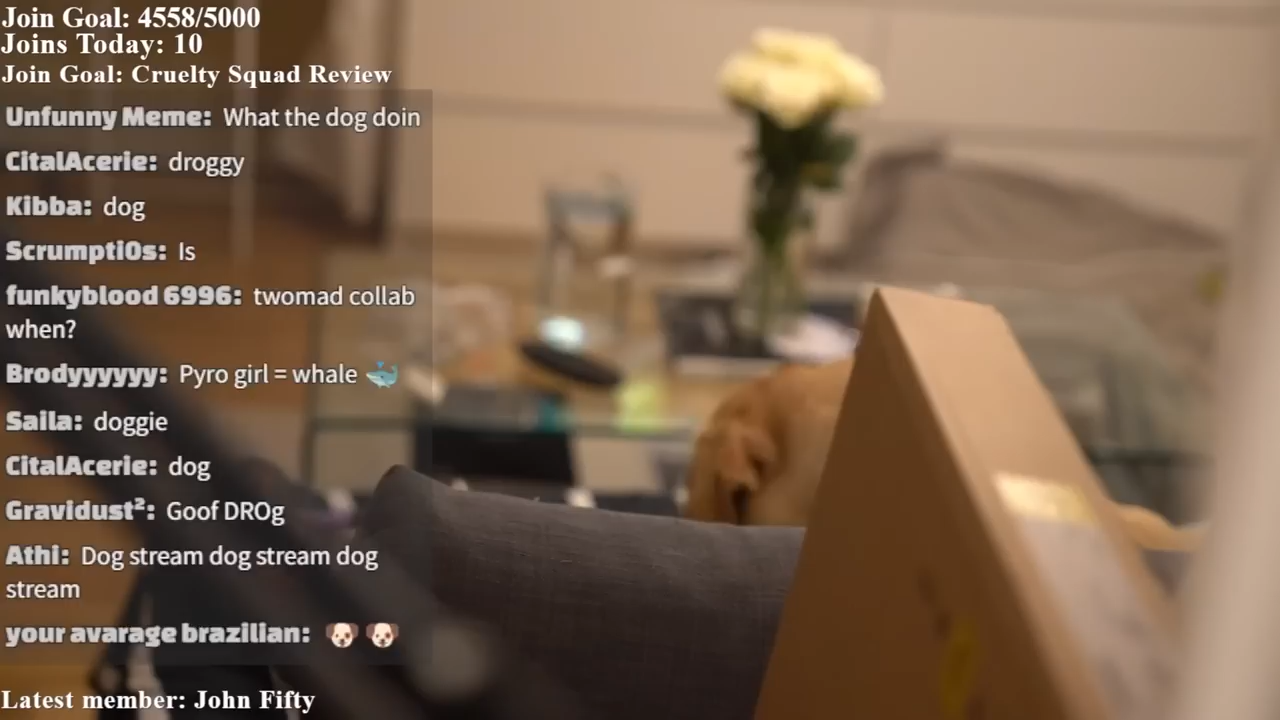 Join Goal: 4558/5000
Joins Today: 10
Join Goal: Cruelty Squad Review
Unfunny Meme: What the dog doin
CitalAcerie: droggy
Kibba: dog
Scrumpti0s: Is
funkyblood 6996: twomad collab
when?
Brodyyyyyy: Pyro girl = whale 🐳
Saila: doggie
CitalAcerie: dog
Gravidust²: Goof DROg
Athi: Dog stream dog stream dog
stream
your avarage brazilian: 🐶 🐶
Latest member: John Fifty